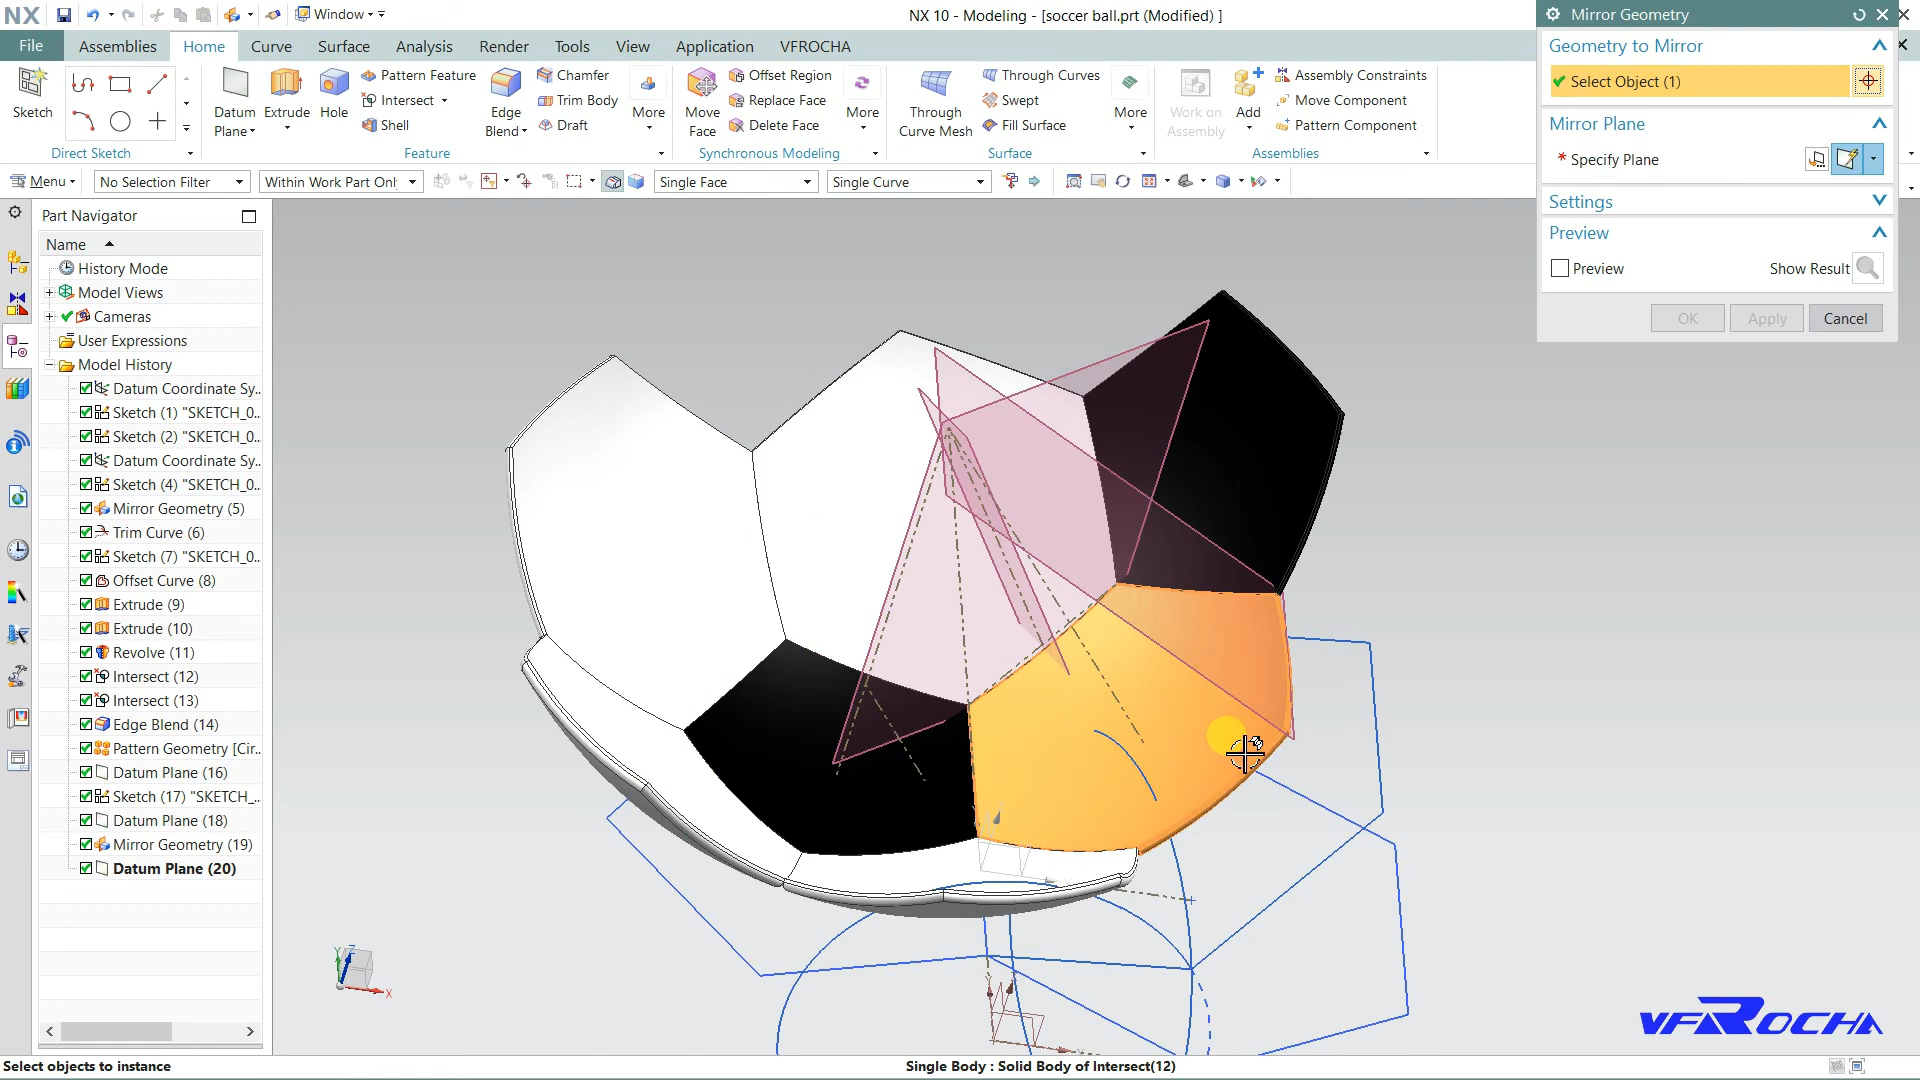 NX
Window
NX 10 - Modeling - [soccer ball.prt (Modified) ]
Mirror Geometry
File
Assemblies
Home
Curve
Surface
Analysis
Render
Tools
View
Application
VFROCHA
Geometry to Mirror
Select Object (1)
Mirror Plane
* Specify Plane
Settings
Preview
Preview
Show Result
OK
Apply
Cancel
Sketch
Direct Sketch
Datum Plane
Extrude
Hole
Pattern Feature
Intersect
Shell
Edge Blend
Chamfer
Trim Body
Draft
More
Feature
Move Face
Offset Region
Replace Face
Delete Face
More
Synchronous Modeling
Through Curve Mesh
Through Curves
Swept
Fill Surface
More
Surface
Work on Assembly
Add
Assembly Constraints
Move Component
Pattern Component
Assemblies
Menu
No Selection Filter
Within Work Part Onl
Single Face
Single Curve
Part Navigator
Name
History Mode
Model Views
Cameras
User Expressions
Model History
Datum Coordinate Sy..
Sketch (1) "SKETCH_0..
Sketch (2) "SKETCH_0..
Datum Coordinate Sy..
Sketch (4) "SKETCH_0..
Mirror Geometry (5)
Trim Curve (6)
Sketch (7) "SKETCH_0..
Offset Curve (8)
Extrude (9)
Extrude (10)
Revolve (11)
Intersect (12)
Intersect (13)
Edge Blend (14)
Pattern Geometry [Cir..
Datum Plane (16)
Sketch (17) "SKETCH_..
Datum Plane (18)
Mirror Geometry (19)
Datum Plane (20)
Y
Z
X
VFROCHA
Select objects to instance
Single Body : Solid Body of Intersect(12)